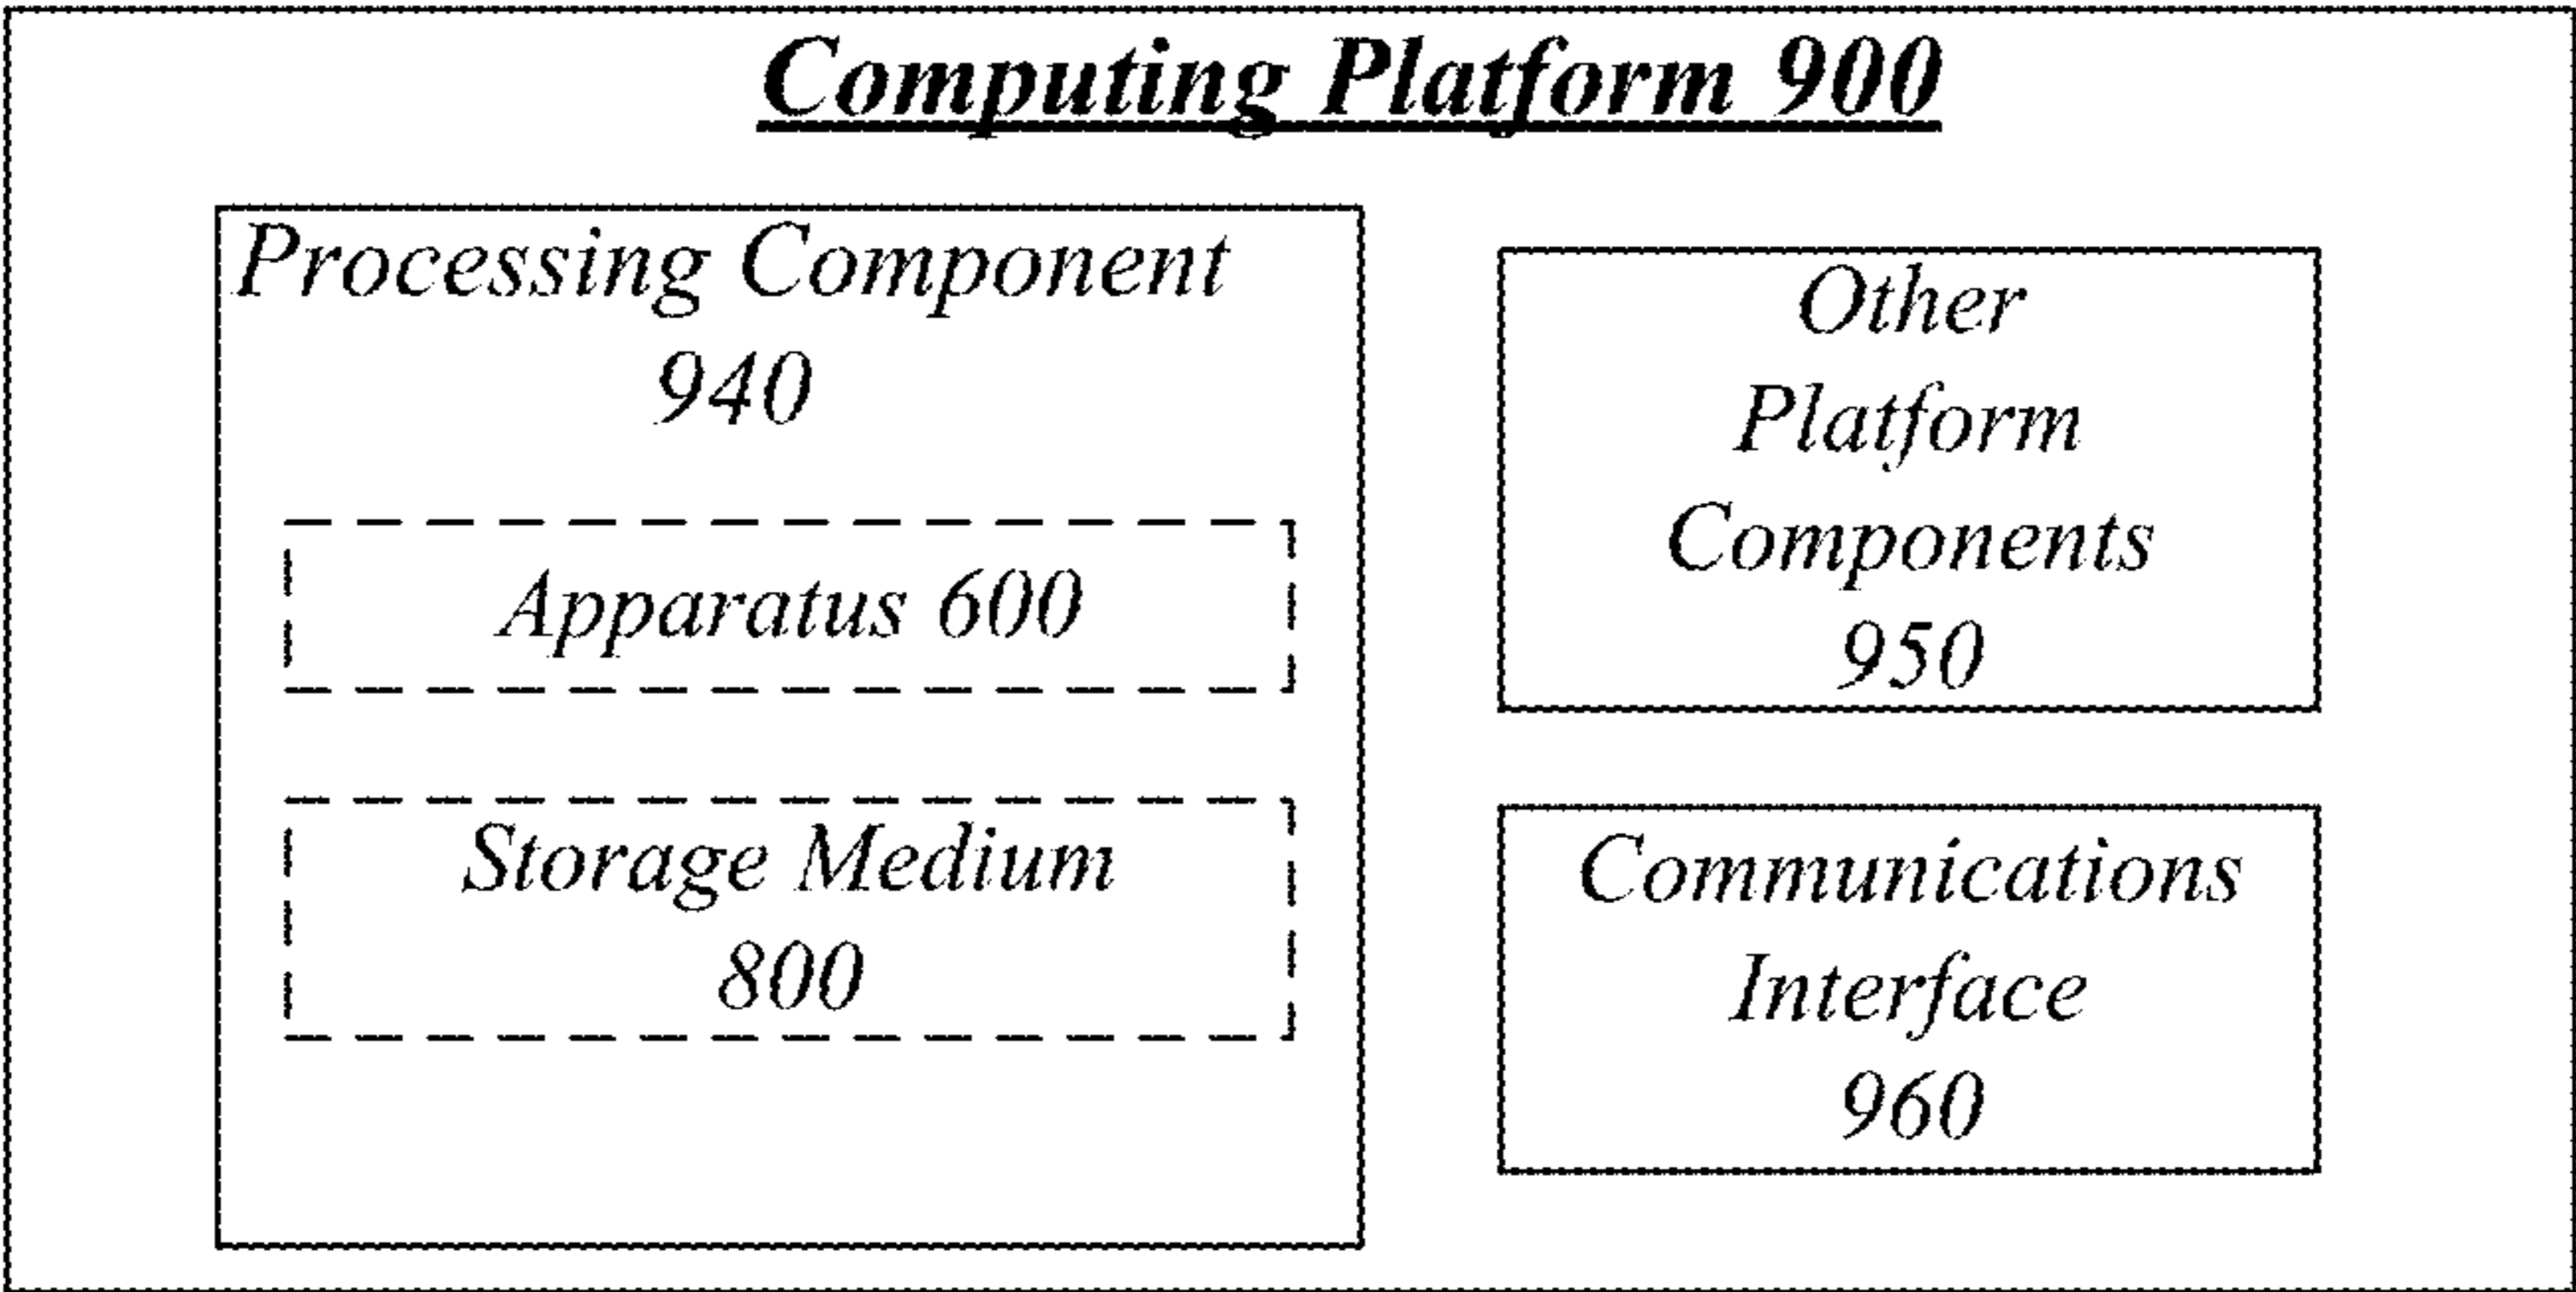 Computing Platform 900
Processing Component
940
Apparatus 600
Storage Medium
800
Other
Platform
Components
950
Communications
Interface
960